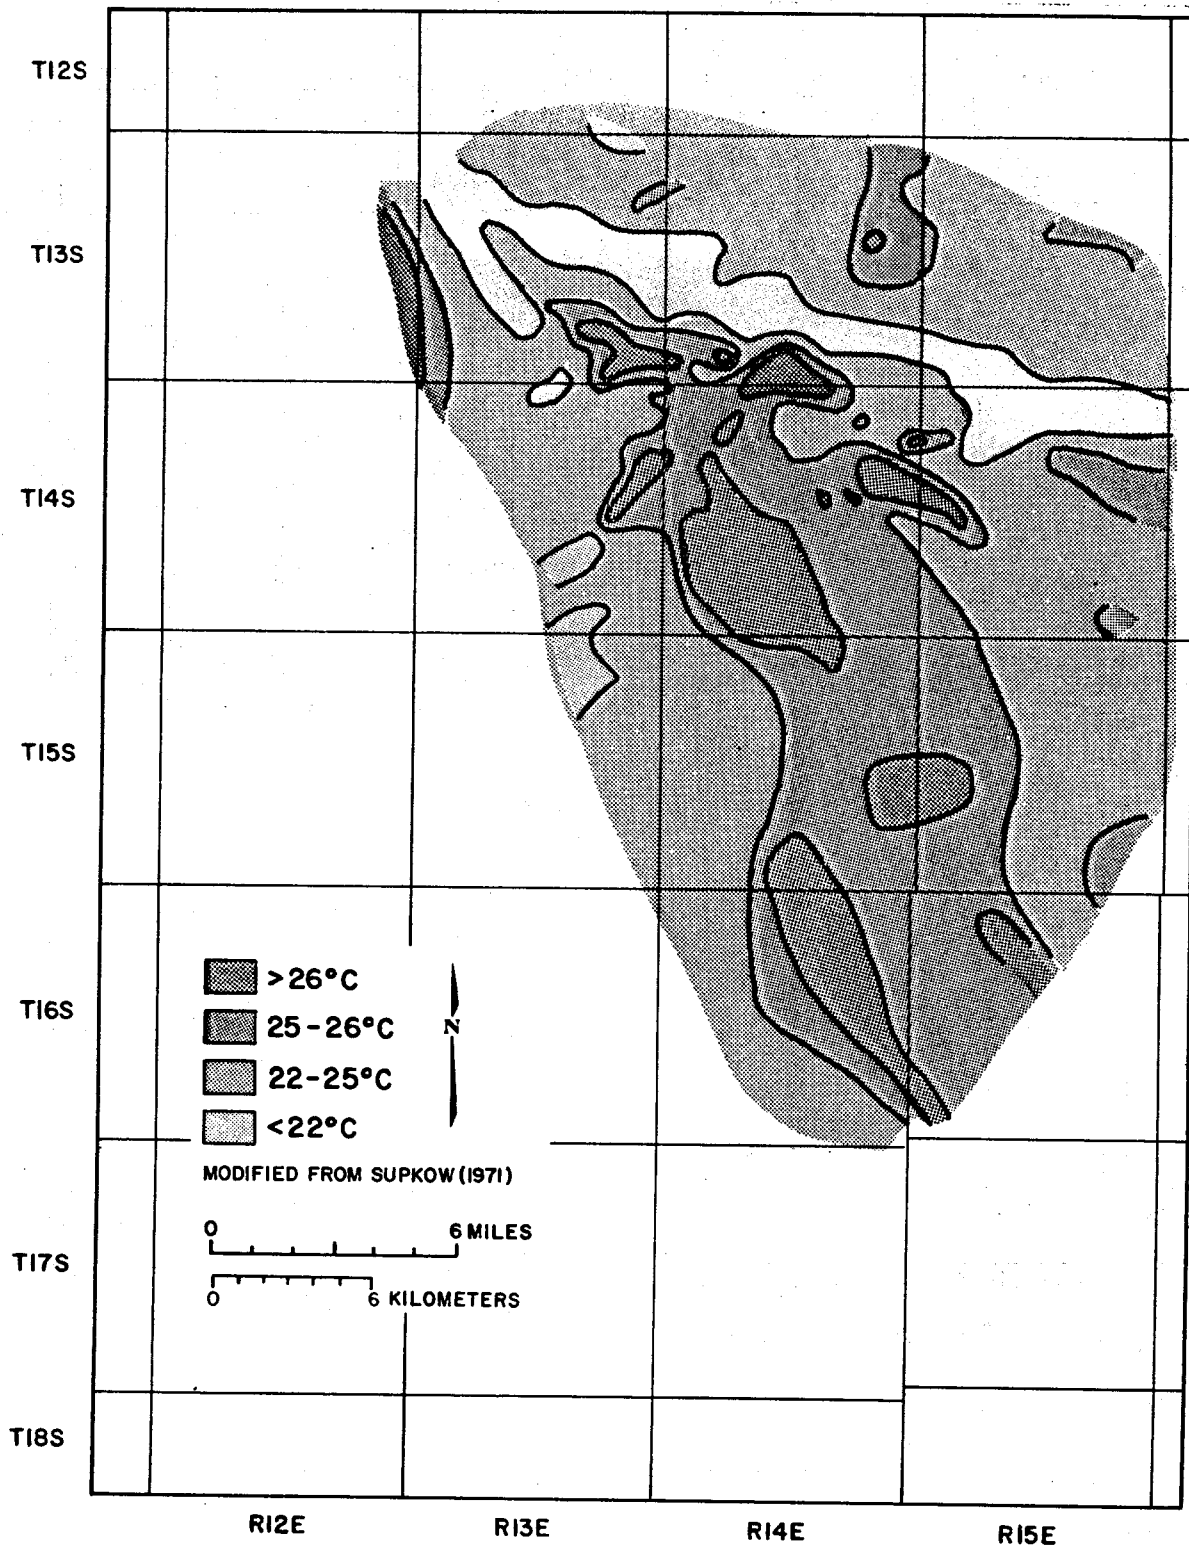 T12S
T13S
T14S
T15S
T16S
T17S
T18S
>26°C
25-26°C
22-25°C
<22°C
N
MODIFIED FROM SUPKOW (1971)
0 6 MILES
0 6 KILOMETERS
R12E R13E R14E R15E